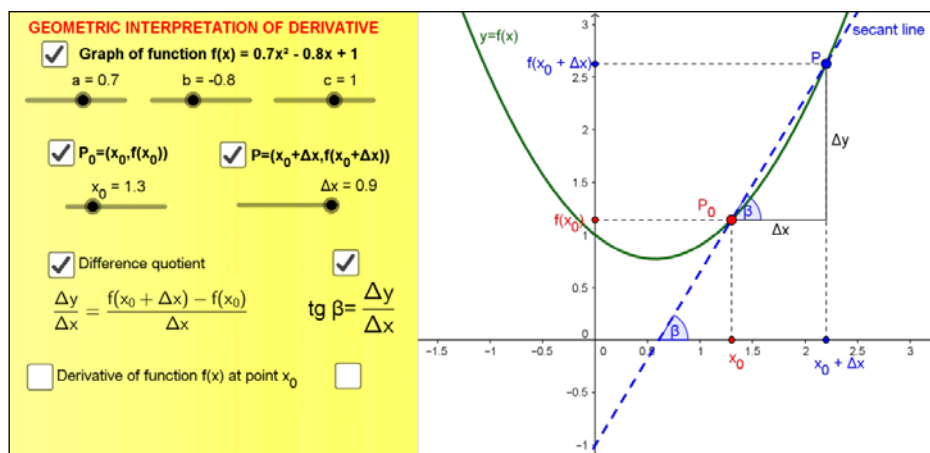 GEOMETRIC INTERPRETATION OF DERIVATIVE
Graph of function f(x) = 0.7x² - 0.8x + 1
a = 0.7 b = -0.8 c = 1
P₀=(x₀,f(x₀)) P=(x₀+Δx,f(x₀+Δx))
x₀ = 1.3 Δx = 0.9
Difference quotient
Δy/Δx = (f(x₀ + Δx) − f(x₀))/Δx
tg β= Δy/Δx
Derivative of function f(x) at point x₀
y=f(x)
secant line
3
f(x₀ + Δx)
P
2.5
2
Δy
1.5
P₀
β
f(x₀)
Δx
1
0.5
β
0
-1.5 -1 -0.5 0 0.5 1 1.5 2 2.5 3
x₀ x₀ + Δx
-0.5
-1